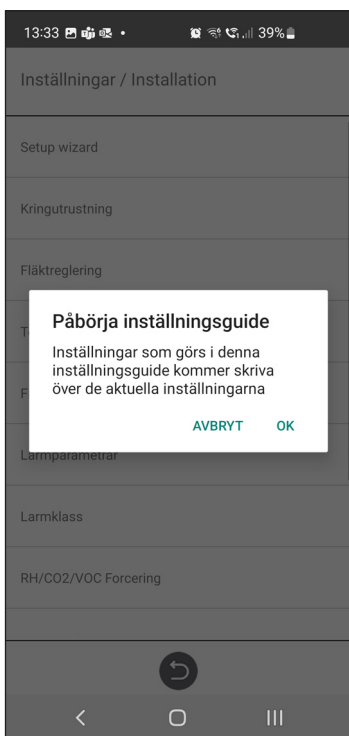 13:33
39%
Inställningar / Installation
Setup wizard
Kringutrustning
Fläktreglering
Påbörja inställningsguide
Inställningar som görs i denna
inställningsguide kommer skriva
över de aktuella inställningarna
AVBRYT OK
Larmparametrar
Larmklass
RH/CO2/VOC Forcering